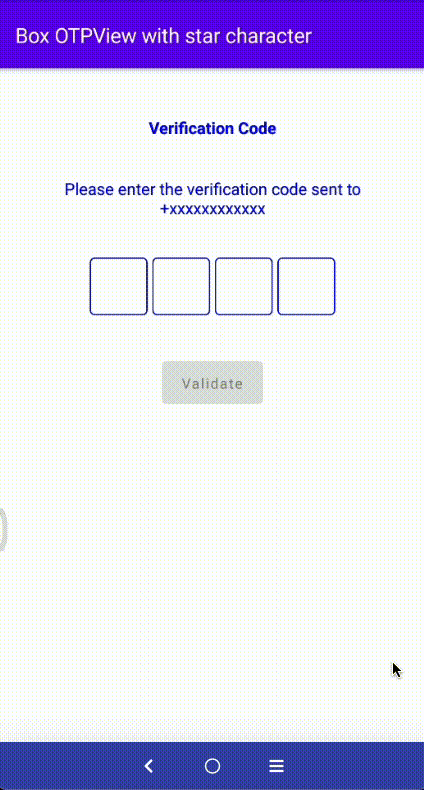 Box OTPView with star character
Verification Code
Please enter the verification code sent to
+xxxxxxxxxxxx
Validate